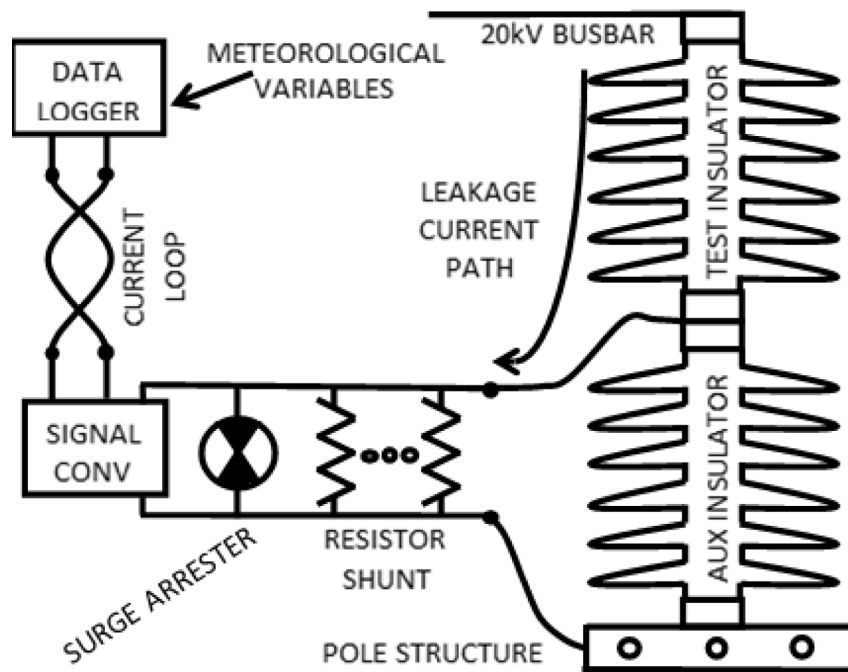 20kV BUSBAR
METEOROLOGICAL
VARIABLES
DATA
LOGGER
TEST INSULATOR
LEAKAGE
CURRENT
PATH
CURRENT
LOOP
SIGNAL
CONV
AUX INSULATOR
RESISTOR
SHUNT
SURGE ARRESTER
POLE STRUCTURE